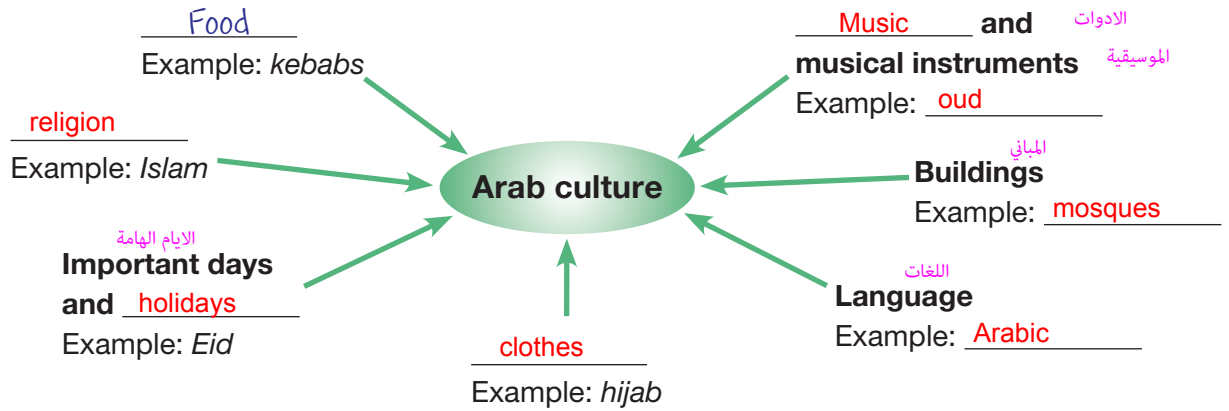 Food
Example: kebabs
Music and الادوات
musical instruments الموسيقية
Example: oud
religion
Example: Islam
Arab culture
المباني
Buildings
Example: mosques
الايام الهامة
Important days
and holidays
Example: Eid
clothes
Example: hijab
اللغات
Language
Example: Arabic